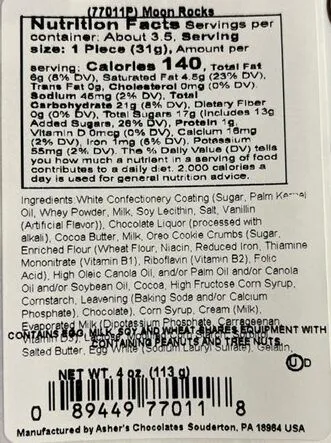 (77011P) Moon Rocks
Nutrition Facts Servings per
container: About 3.5, Serving
size: 1 Piece (31g), Amount per
serving: Calories 140, Total Fat
6g (8% DV), Saturated Fat 4.5g (23% DV),
Trans Fat 0g, Cholesterol 0mg (0% DV),
Sodium 45mg (2% DV), Total
Carbohydrate 21g (8% DV), Dietary Fiber
0g (0% DV), Total Sugars 17g (Includes 13g
Added Sugars, 26% DV), Protein 1g,
Vitamin D 0mcg (0% DV), Calcium 16mg
(2% DV), Iron 1mg (6% DV), Potassium
55mg (2% DV). The % Daily Value (DV) tells
you how much a nutrient in a serving of food
contributes to a daily diet. 2,000 calories a
day is used for general nutrition advice.
Ingredients: White Confectionery Coating (Sugar, Palm Kernel
Oil, Whey Powder, Milk, Soy Lecithin, Salt, Vanillin
(Artificial Flavor)), Chocolate Liquor (processed with
alkali), Cocoa Butter, Milk, Oreo Cookie Crumbs (Sugar,
Enriched Flour (Wheat Flour, Niacin, Reduced Iron, Thiamine
Mononitrate (Vitamin B1), Riboflavin (Vitamin B2), Folic
Acid), High Oleic Canola Oil, and/or Palm Oil and/or Canola
Oil and/or Soybean Oil, Cocoa, High Fructose Corn Syrup,
Cornstarch, Leavening (Baking Soda and/or Calcium
Phosphate), Chocolate), Corn Syrup, Cream (Milk),
Evaporated Milk (Dipotassium Phosphate, Carrageenan,
CONTAINS EGG, MILK, SOY AND WHEAT. SHARES EQUIPMENT WITH
Vitamin D3),
CONTAINING PEANUTS AND TREE NUTS
Salted Butter, Egg White (Sodium Lauryl Sulfate), Gelatin,
U D
NET WT. 4 oz. (113 g)
0 89449 77011 8
Manufactured by Asher's Chocolates Souderton, PA 18964 USA